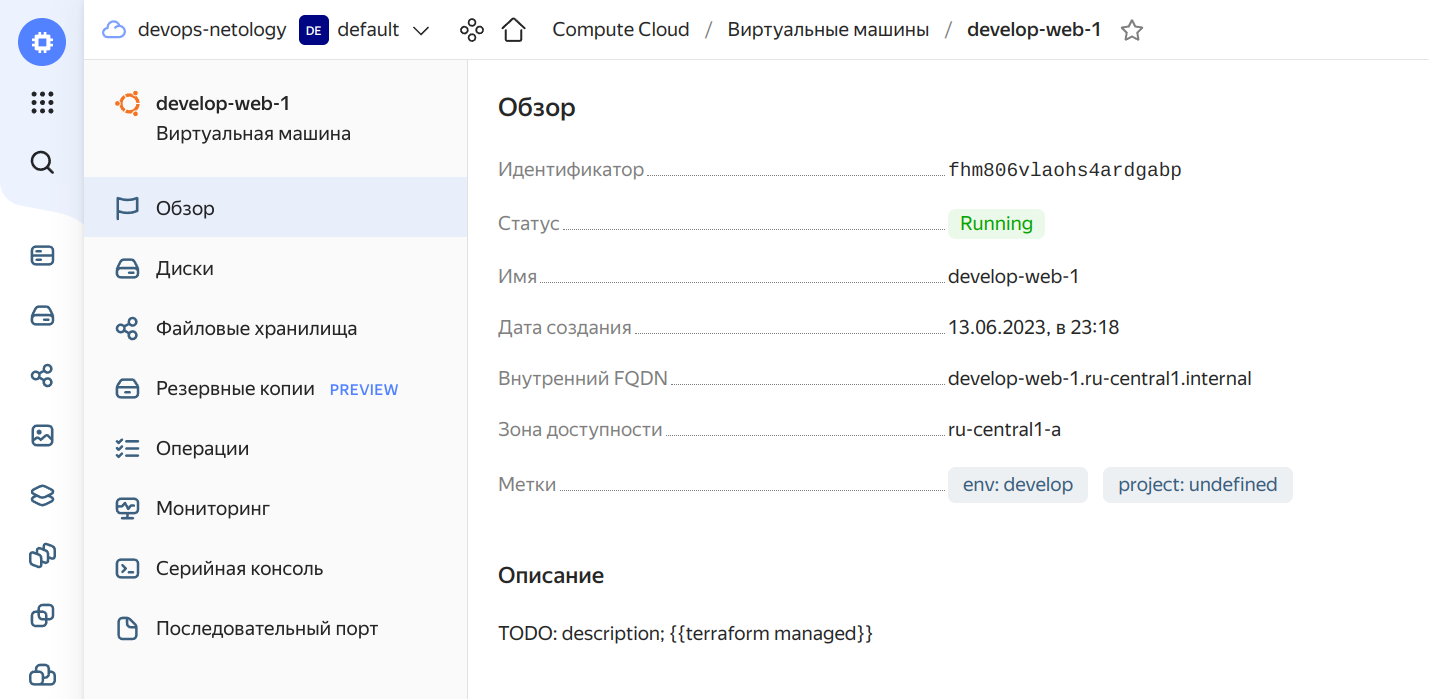 devops-netology DE default Compute Cloud / Виртуальные машины / develop-web-1
develop-web-1
Виртуальная машина
Обзор
Диски
Файловые хранилища
Резервные копии PREVIEW
Операции
Мониторинг
Серийная консоль
Последовательный порт
Обзор
Идентификатор fhm806vlaohs4ardgabp
Статус Running
Имя develop-web-1
Дата создания 13.06.2023, в 23:18
Внутренний FQDN develop-web-1.ru-central1.internal
Зона доступности ru-central1-a
Метки env: develop project: undefined
Описание
TODO: description; {{terraform managed}}